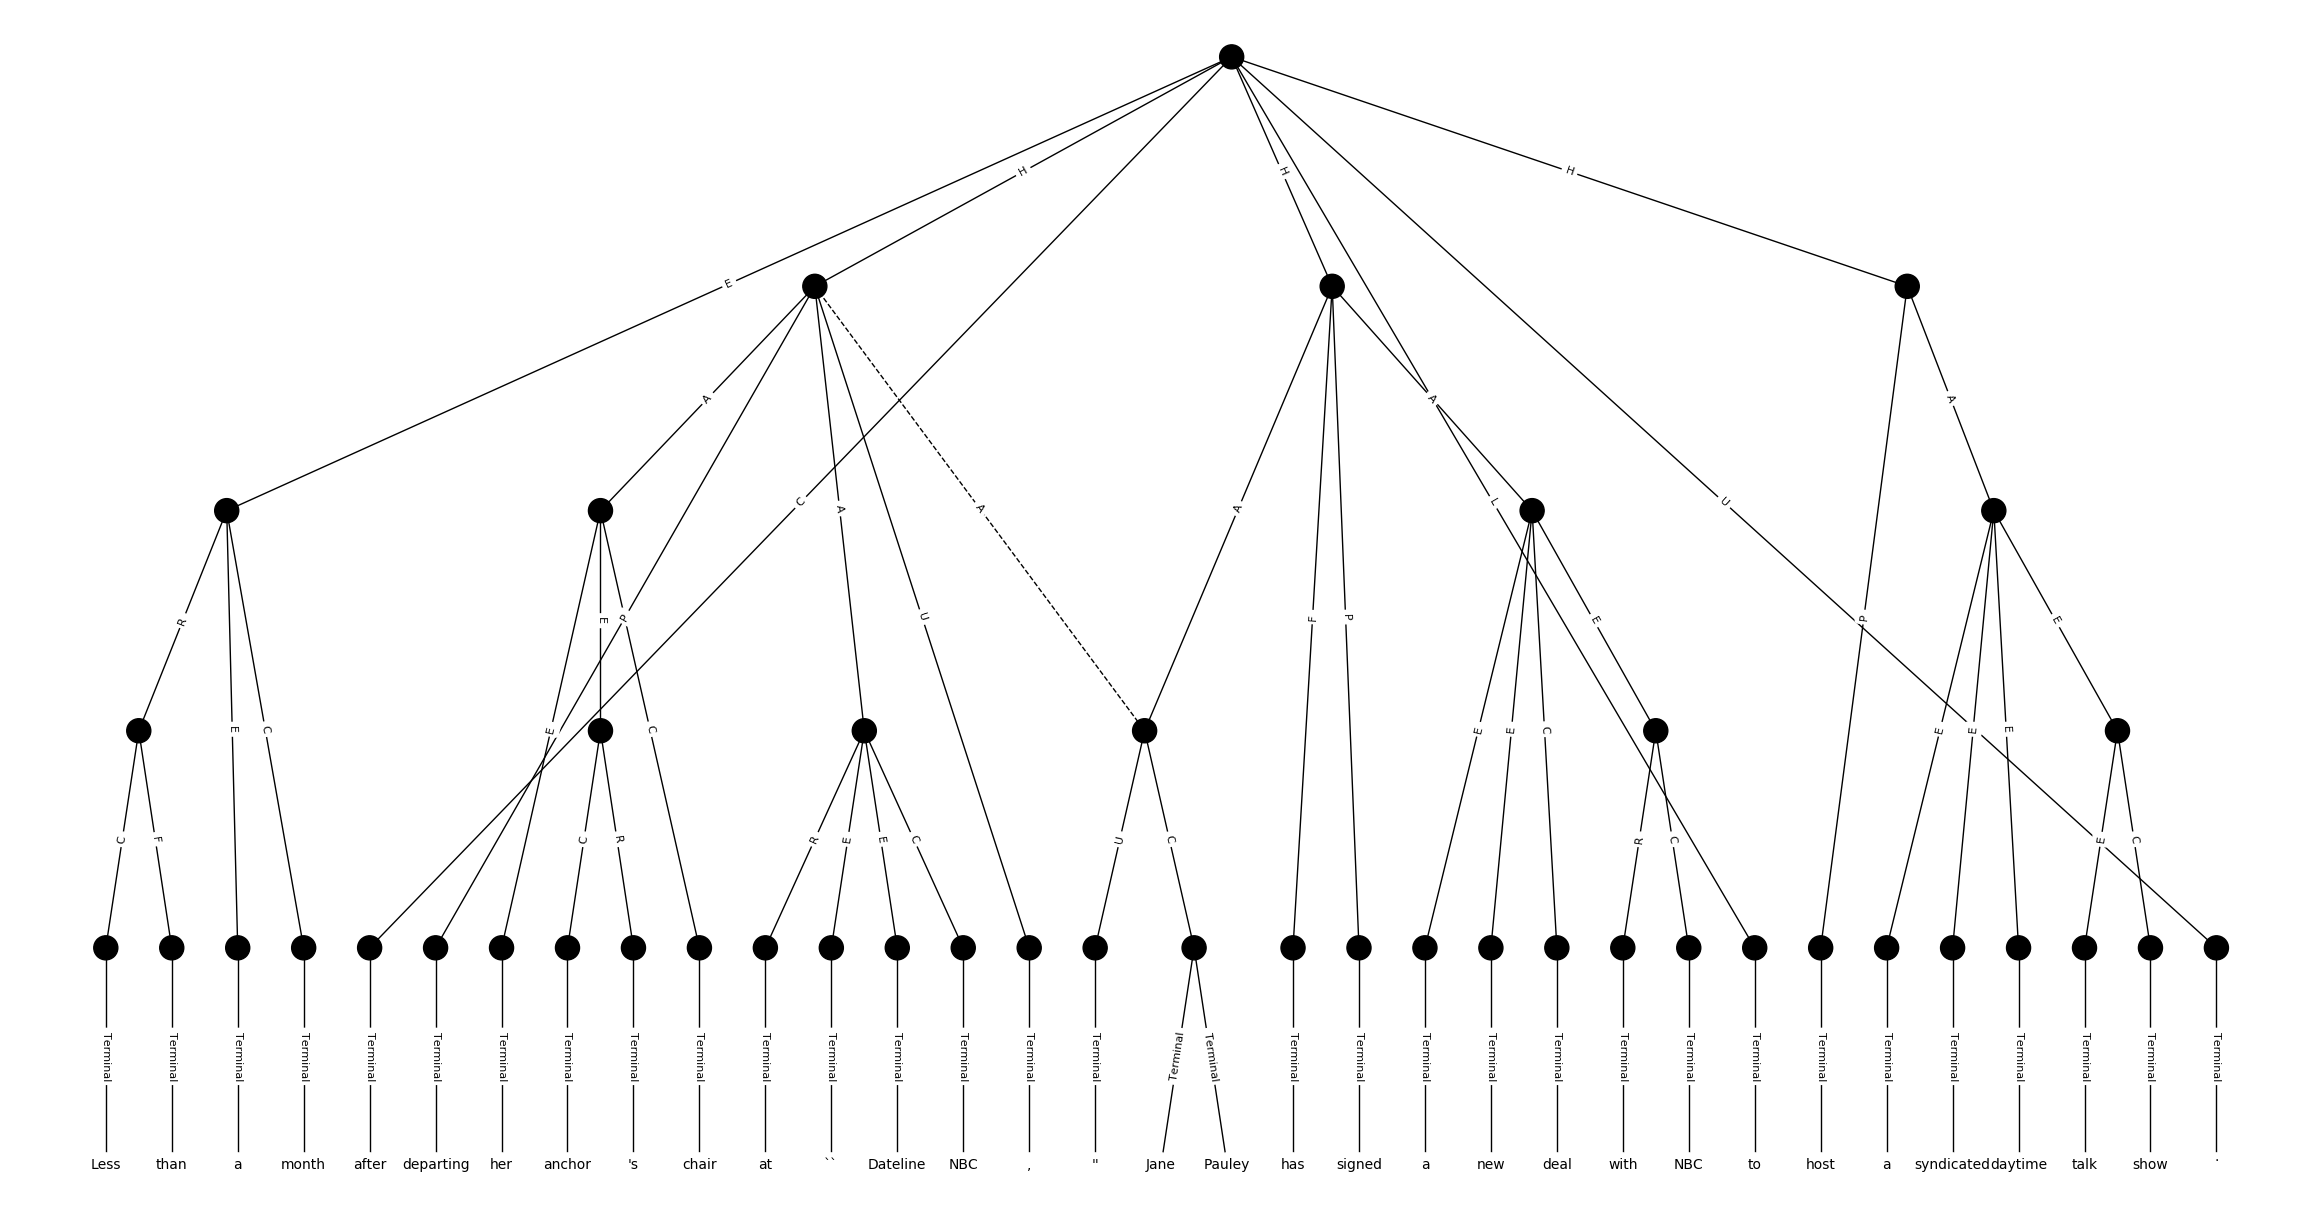 H
H
H
E
A
A
A
C
A
A
A
L
U
R
E
P
U
F
P
E
P
E
E
C
E
C
E
E
C
E
E
E
C
F
C
R
R
E
E
C
U
C
R
C
E
C
Terminal Terminal Terminal Terminal Terminal Terminal Terminal Terminal Terminal Terminal Terminal Terminal Terminal Terminal Terminal Terminal Terminal Terminal Terminal Terminal Terminal Terminal Terminal Terminal Terminal Terminal Terminal Terminal Terminal Terminal Terminal Terminal Terminal
Less than a month after departing her anchor 's chair at `` Dateline NBC , " Jane Pauley has signed a new deal with NBC to host a syndicated daytime talk show .